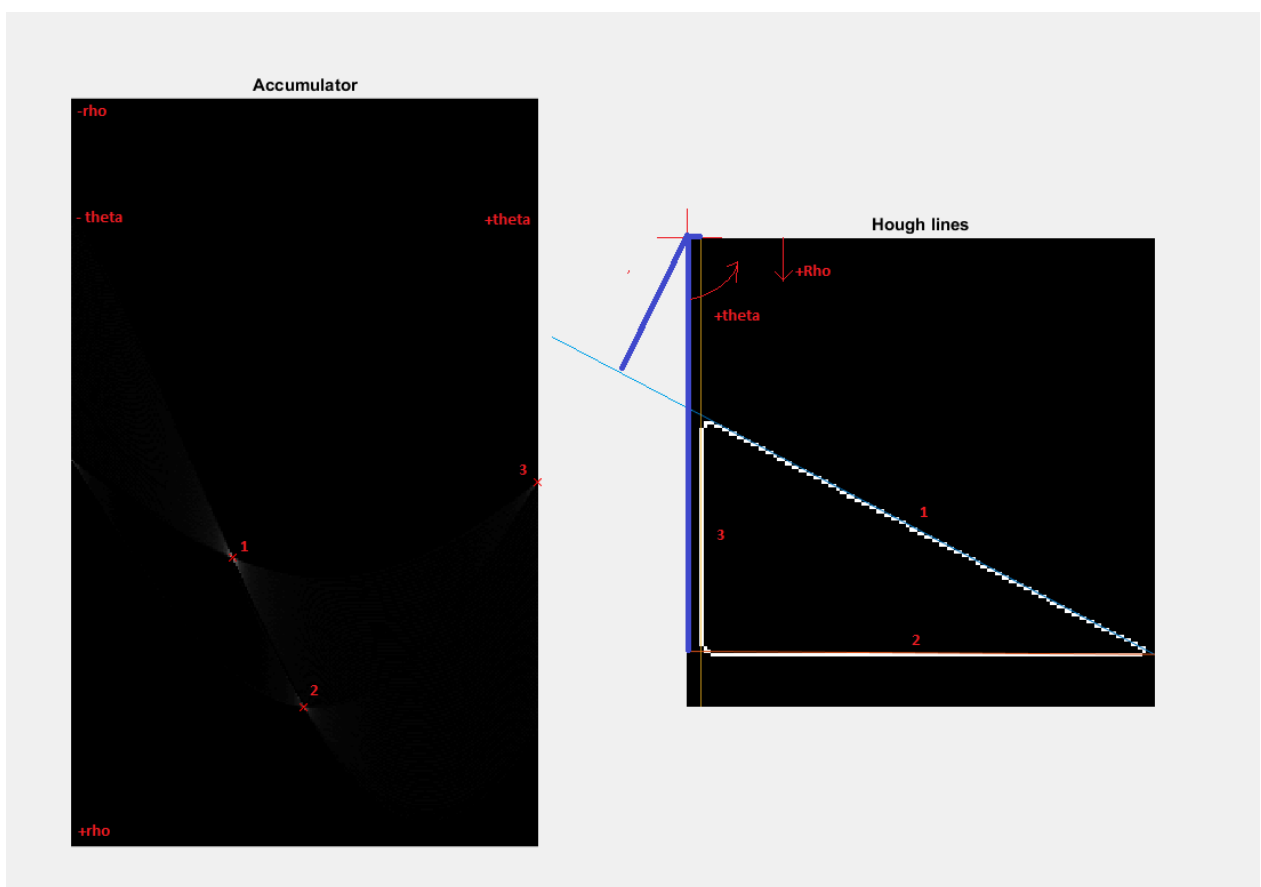 Accumulator
-rho
- theta
+theta
3
1
2
+rho
Hough lines
+Rho
+theta
1
3
2